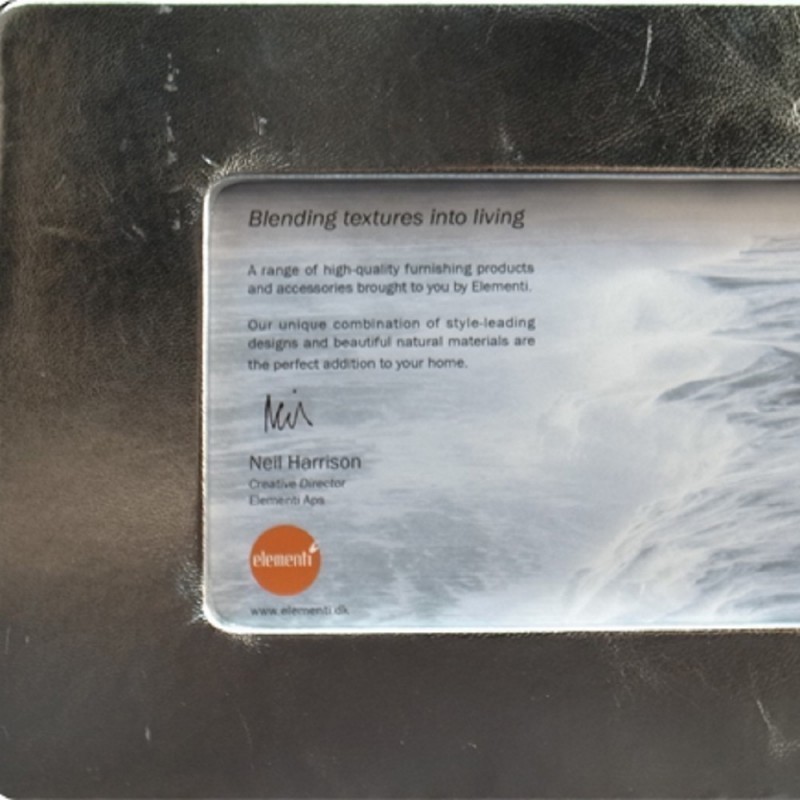 Blending textures into living
A range of high-quality furnishing products
and accessories brought to you by Elementi.
Our unique combination of style-leading
designs and beautiful natural materials are
the perfect addition to your home.
Neil
Neil Harrison
Creative Director
Elementi Aps
elementi
www.elementi.dk